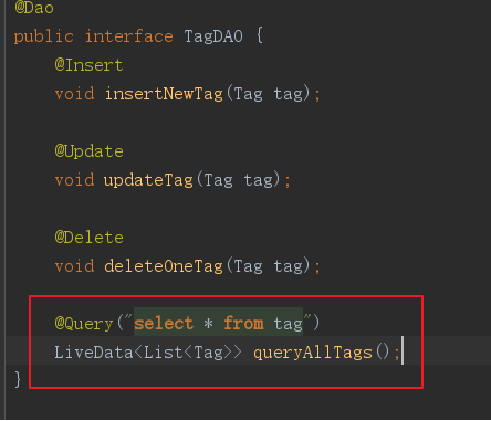 @Dao
public interface TagDAO {
@Insert
void insertNewTag(Tag tag);
@Update
void updateTag(Tag tag);
@Delete
void deleteOneTag(Tag tag);
@Query("select * from tag")
LiveData<List<Tag>> queryAllTags();
}